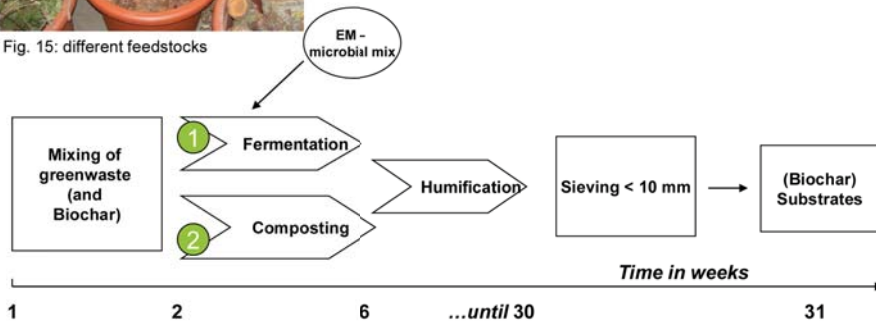 Fig. 15: different feedstocks
EM –
microbial mix
1
Fermentation
Mixing of
greenwaste
(and
Biochar)
2
Composting
Humification
Sieving < 10 mm
(Biochar)
Substrates
Time in weeks
1 2 6 ...until 30 31